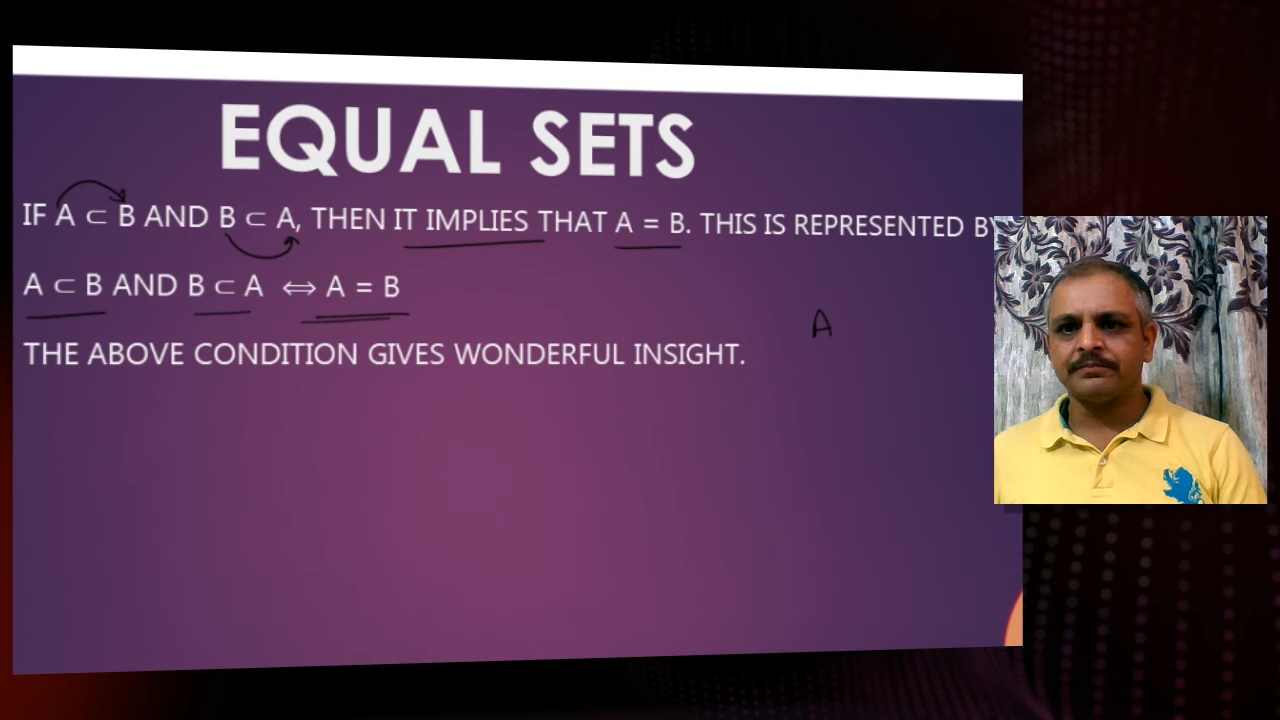 EQUAL SETS
IF A ⊂ B AND B ⊂ A, THEN IT IMPLIES THAT A = B. THIS IS REPRESENTED BY
A ⊂ B AND B ⊂ A ⇔ A = B
A
THE ABOVE CONDITION GIVES WONDERFUL INSIGHT.